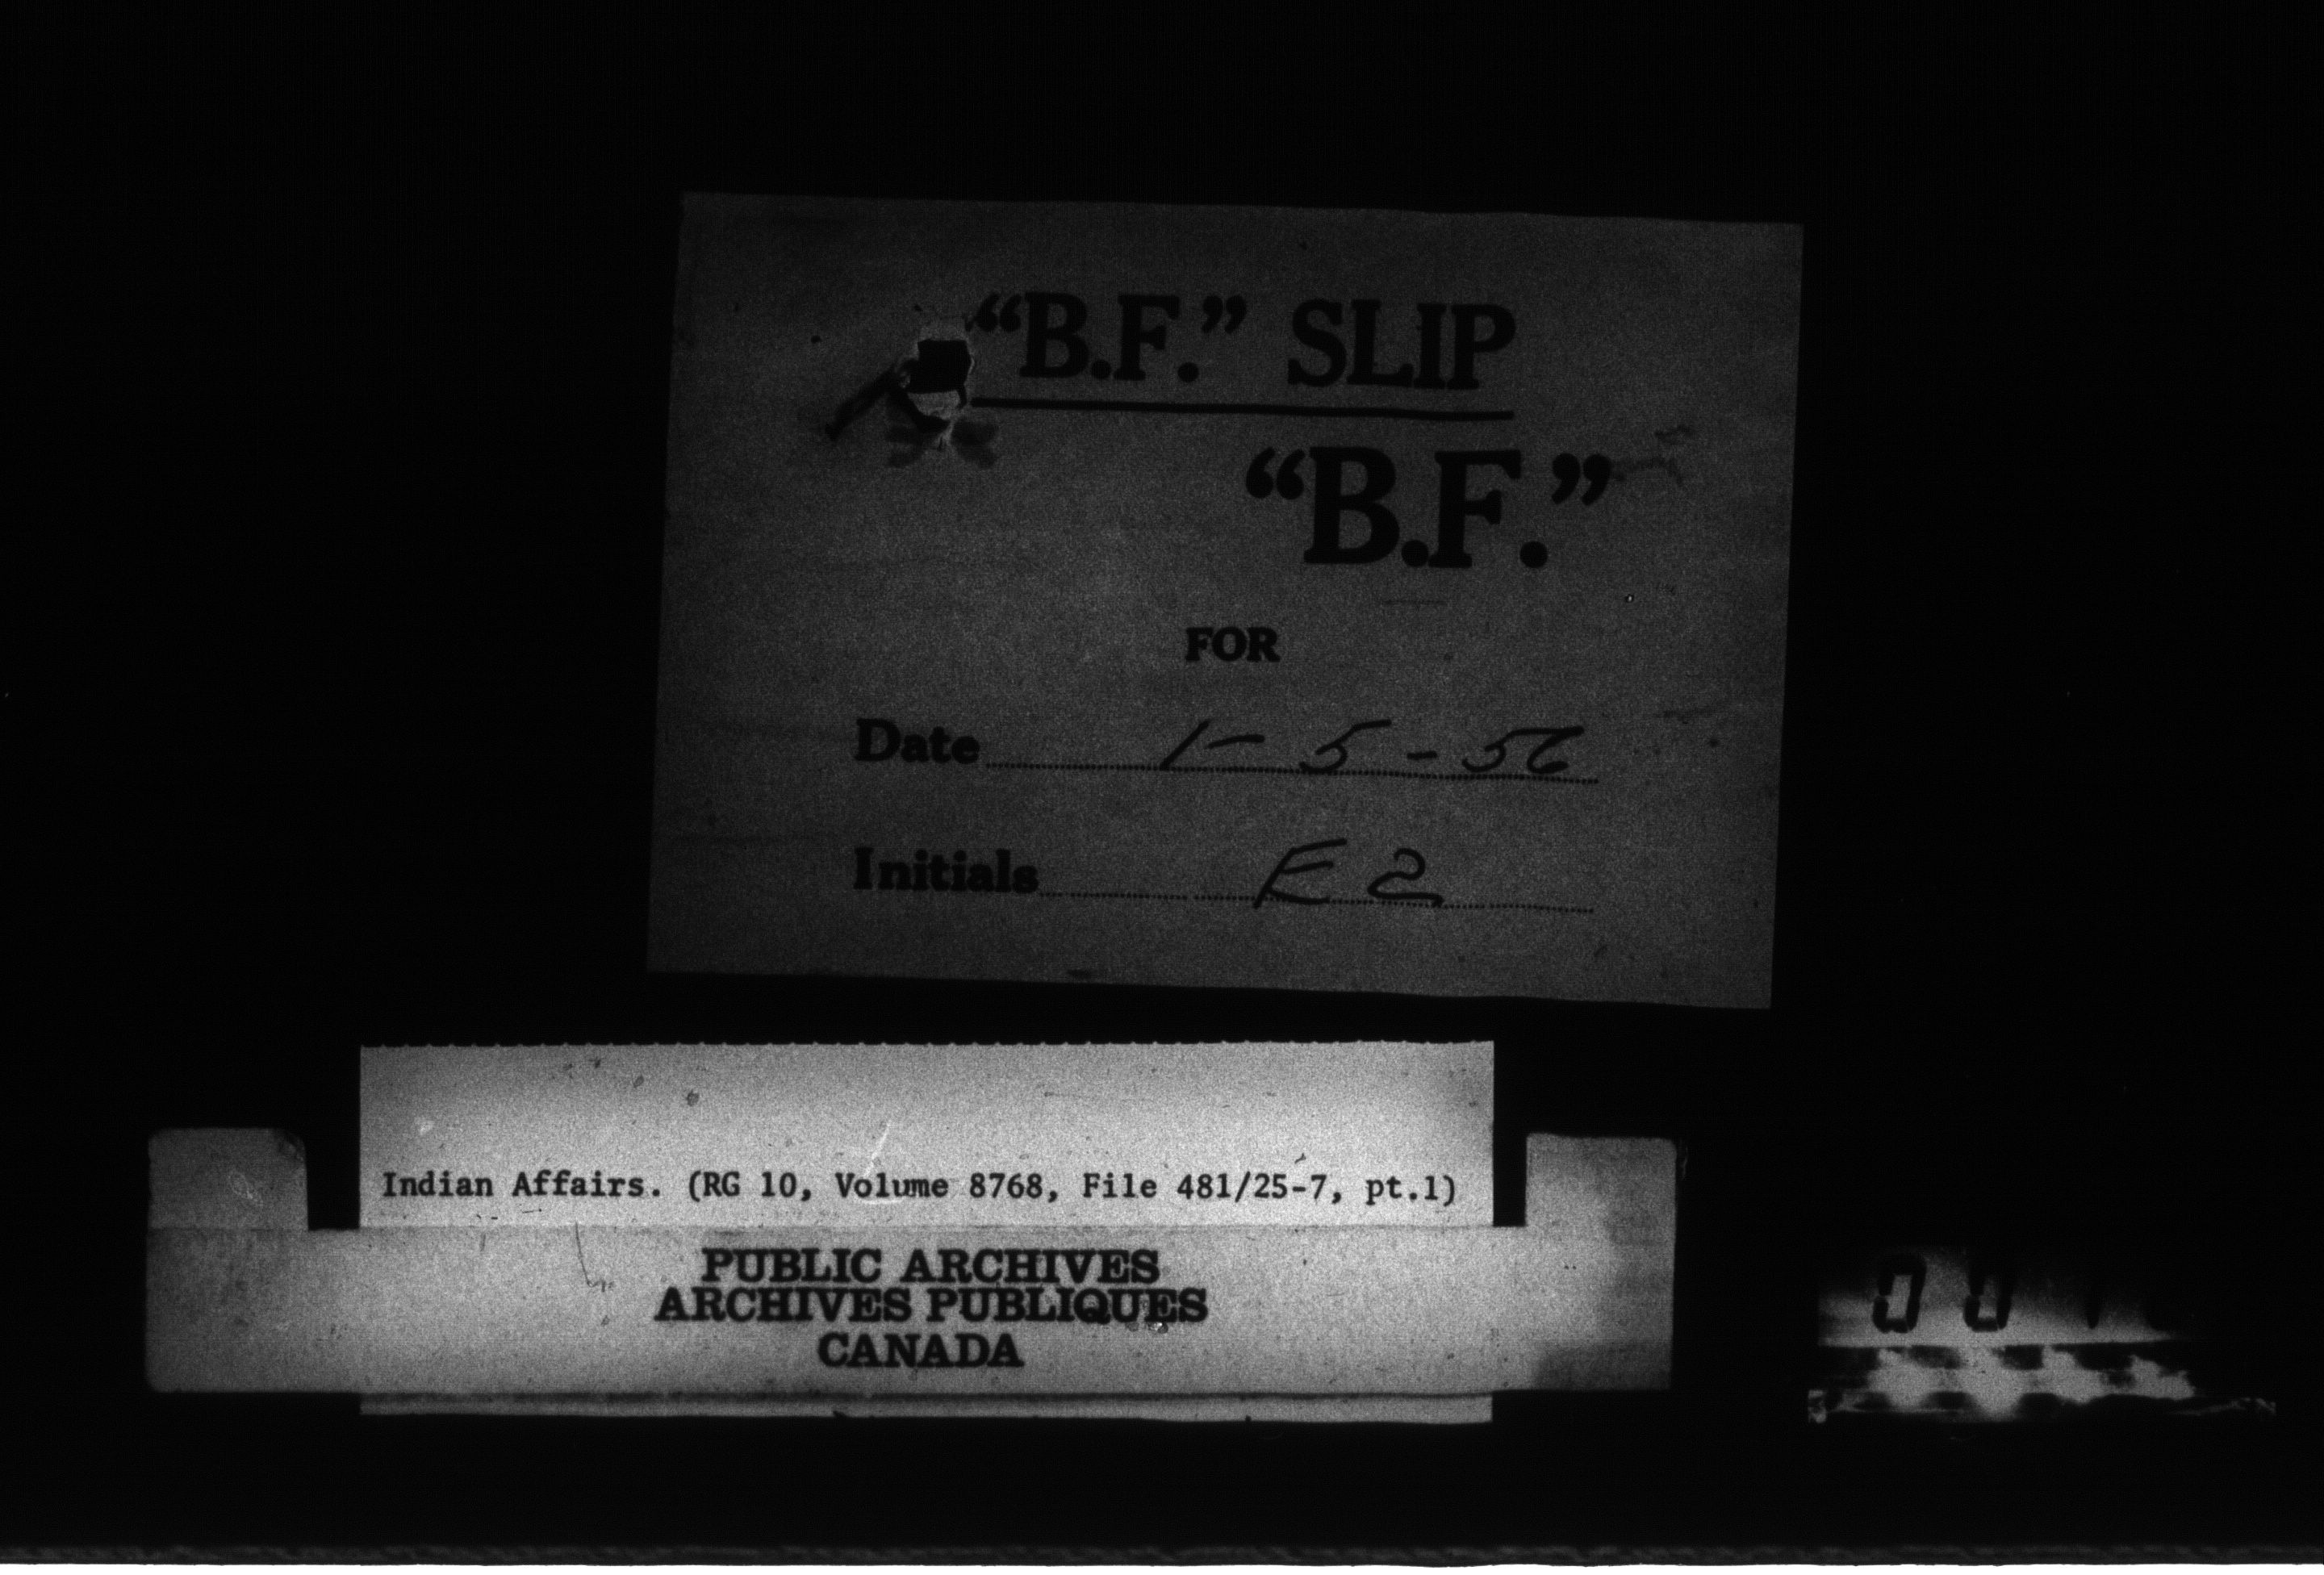 “B.F.” SLIP
“B.F.”
FOR
Date 1-5-56
Initials E2
Indian Affairs. (RG 10, Volume 8768, File 481/25-7, pt.1)
PUBLIC ARCHIVES
ARCHIVES PUBLIQUES
CANADA